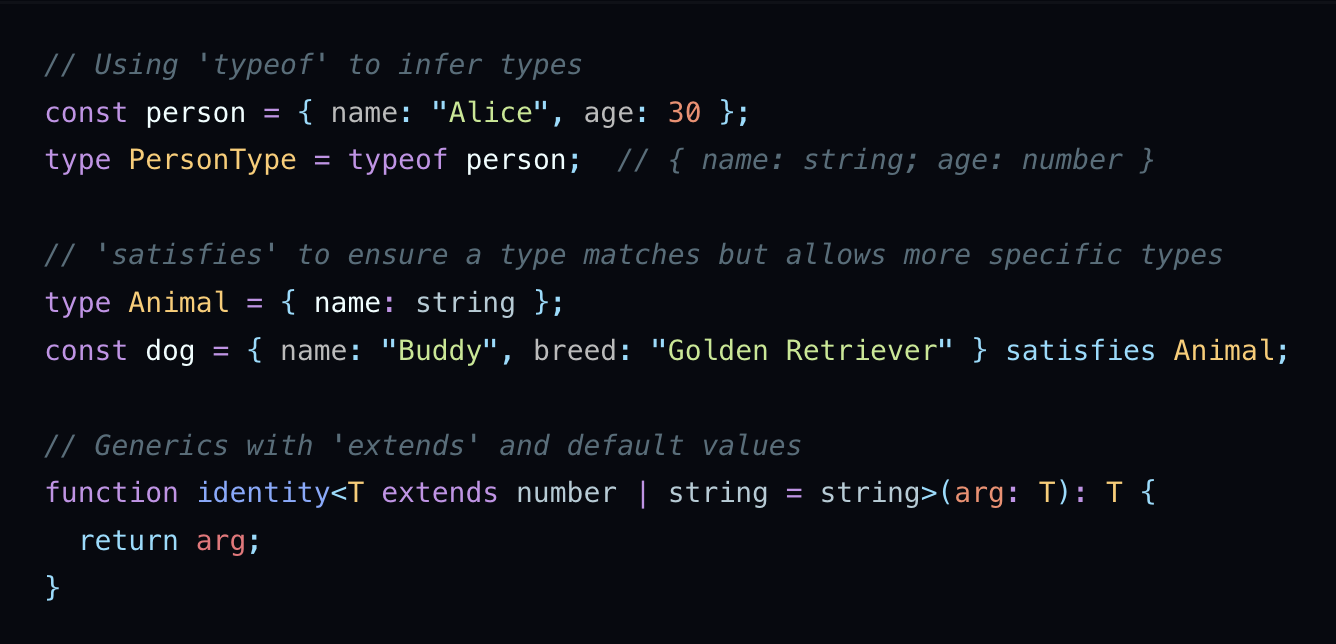 // Using 'typeof' to infer types
const person = { name: "Alice", age: 30 };
type PersonType = typeof person;  // { name: string; age: number }

// 'satisfies' to ensure a type matches but allows more specific types
type Animal = { name: string };
const dog = { name: "Buddy", breed: "Golden Retriever" } satisfies Animal;

// Generics with 'extends' and default values
function identity<T extends number | string = string>(arg: T): T {
  return arg;
}